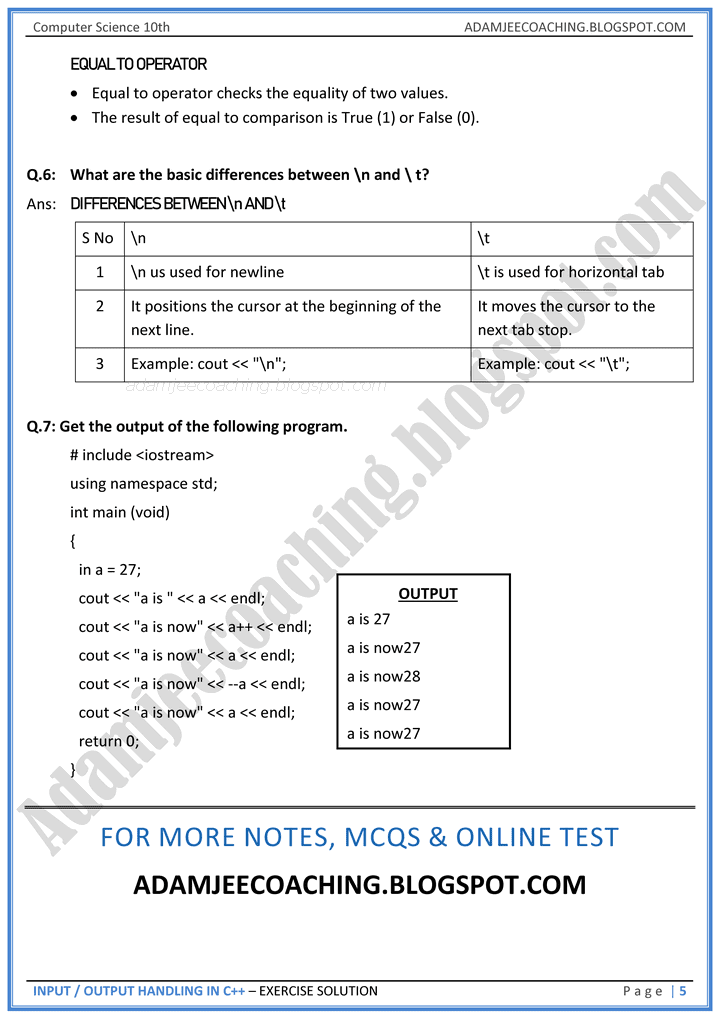 Computer Science 10th ADAMJEECOACHING.BLOGSPOT.COM
EQUAL TO OPERATOR
• Equal to operator checks the equality of two values.
• The result of equal to comparison is True (1) or False (0).
Q.6: What are the basic differences between \n and \ t?
Ans: DIFFERENCES BETWEEN \n AND \t
S No \n \t
1 \n us used for newline \t is used for horizontal tab
2 It positions the cursor at the beginning of the It moves the cursor to the
next line. next tab stop.
3 Example: cout << "\n"; Example: cout << "\t";
adamjeecoaching.blogspot.com
Q.7: Get the output of the following program.
# include <iostream>
using namespace std;
int main (void)
{
in a = 27;
cout << "a is " << a << endl;
cout << "a is now" << a++ << endl;
cout << "a is now" << a << endl;
cout << "a is now" << --a << endl;
cout << "a is now" << a << endl;
return 0;
}
OUTPUT
a is 27
a is now27
a is now28
a is now27
a is now27
Adamjeecoaching.blogspot.com
FOR MORE NOTES, MCQS & ONLINE TEST
ADAMJEECOACHING.BLOGSPOT.COM
INPUT / OUTPUT HANDLING IN C++ – EXERCISE SOLUTION Page | 5